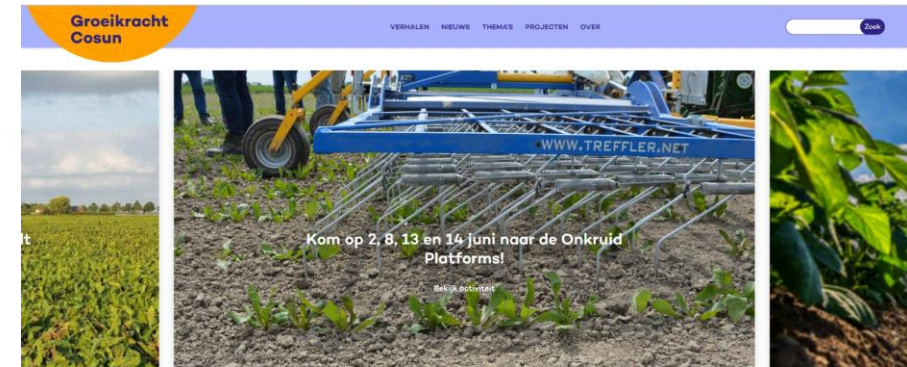 Groeikracht
Cosun
VERHALEN NIEUWS THEMA'S PROJECTEN OVER
Zoek
WWW.TREFFLER.NET
lt
Kom op 2, 8, 13 en 14 juni naar de Onkruid
Platforms!
Bekijk activiteit